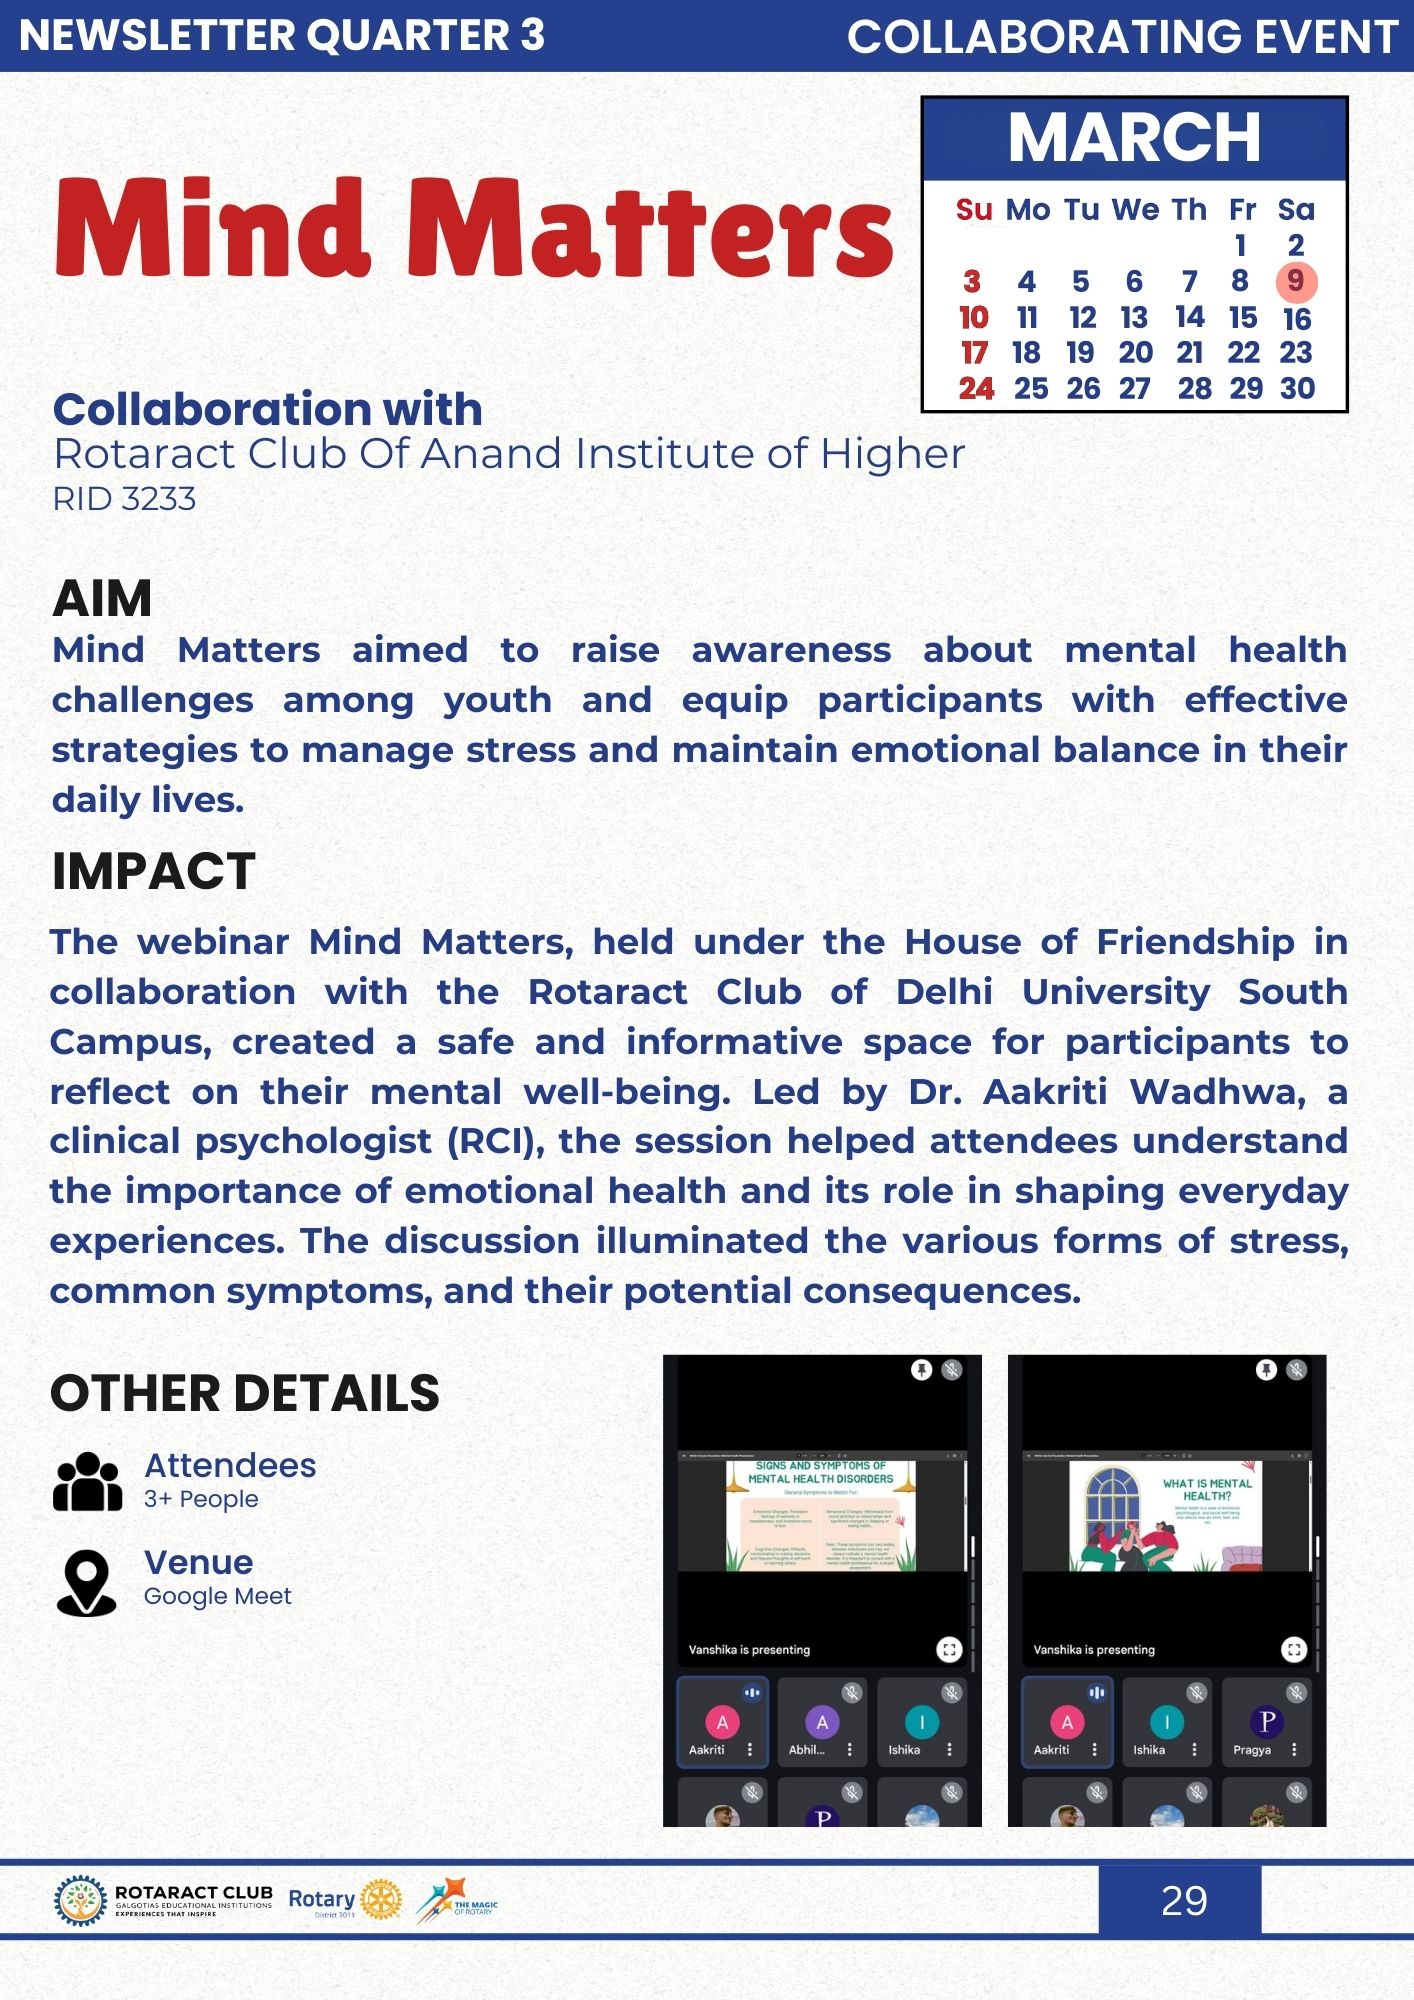 NEWSLETTER QUARTER 3
COLLABORATING EVENT
Mind Matters
MARCH
Su Mo Tu We Th Fr Sa
1 2
3 4 5 6 7 8 9
10 11 12 13 14 15 16
17 18 19 20 21 22 23
24 25 26 27 28 29 30
Collaboration with
Rotaract Club Of Anand Institute of Higher
RID 3233
AIM
Mind Matters aimed to raise awareness about mental health
challenges among youth and equip participants with effective
strategies to manage stress and maintain emotional balance in their
daily lives.
IMPACT
The webinar Mind Matters, held under the House of Friendship in
collaboration with the Rotaract Club of Delhi University South
Campus, created a safe and informative space for participants to
reflect on their mental well-being. Led by Dr. Aakriti Wadhwa, a
clinical psychologist (RCI), the session helped attendees understand
the importance of emotional health and its role in shaping everyday
experiences. The discussion illuminated the various forms of stress,
common symptoms, and their potential consequences.
OTHER DETAILS
Attendees
3+ People
Venue
Google Meet
SIGNS AND SYMPTOMS OF
MENTAL HEALTH DISORDERS
General Symptoms to Watch For:
Vanshika is presenting
A
Aakriti
A
Abhil...
I
Ishika
P
WHAT IS MENTAL
HEALTH?
Vanshika is presenting
A
Aakriti
I
Ishika
P
Pragya
ROTARACT CLUB
GALGOTIAS EDUCATIONAL INSTITUTIONS
EXPERIENCES THAT INSPIRE
Rotary
District 3011
THE MAGIC
OF ROTARY
29